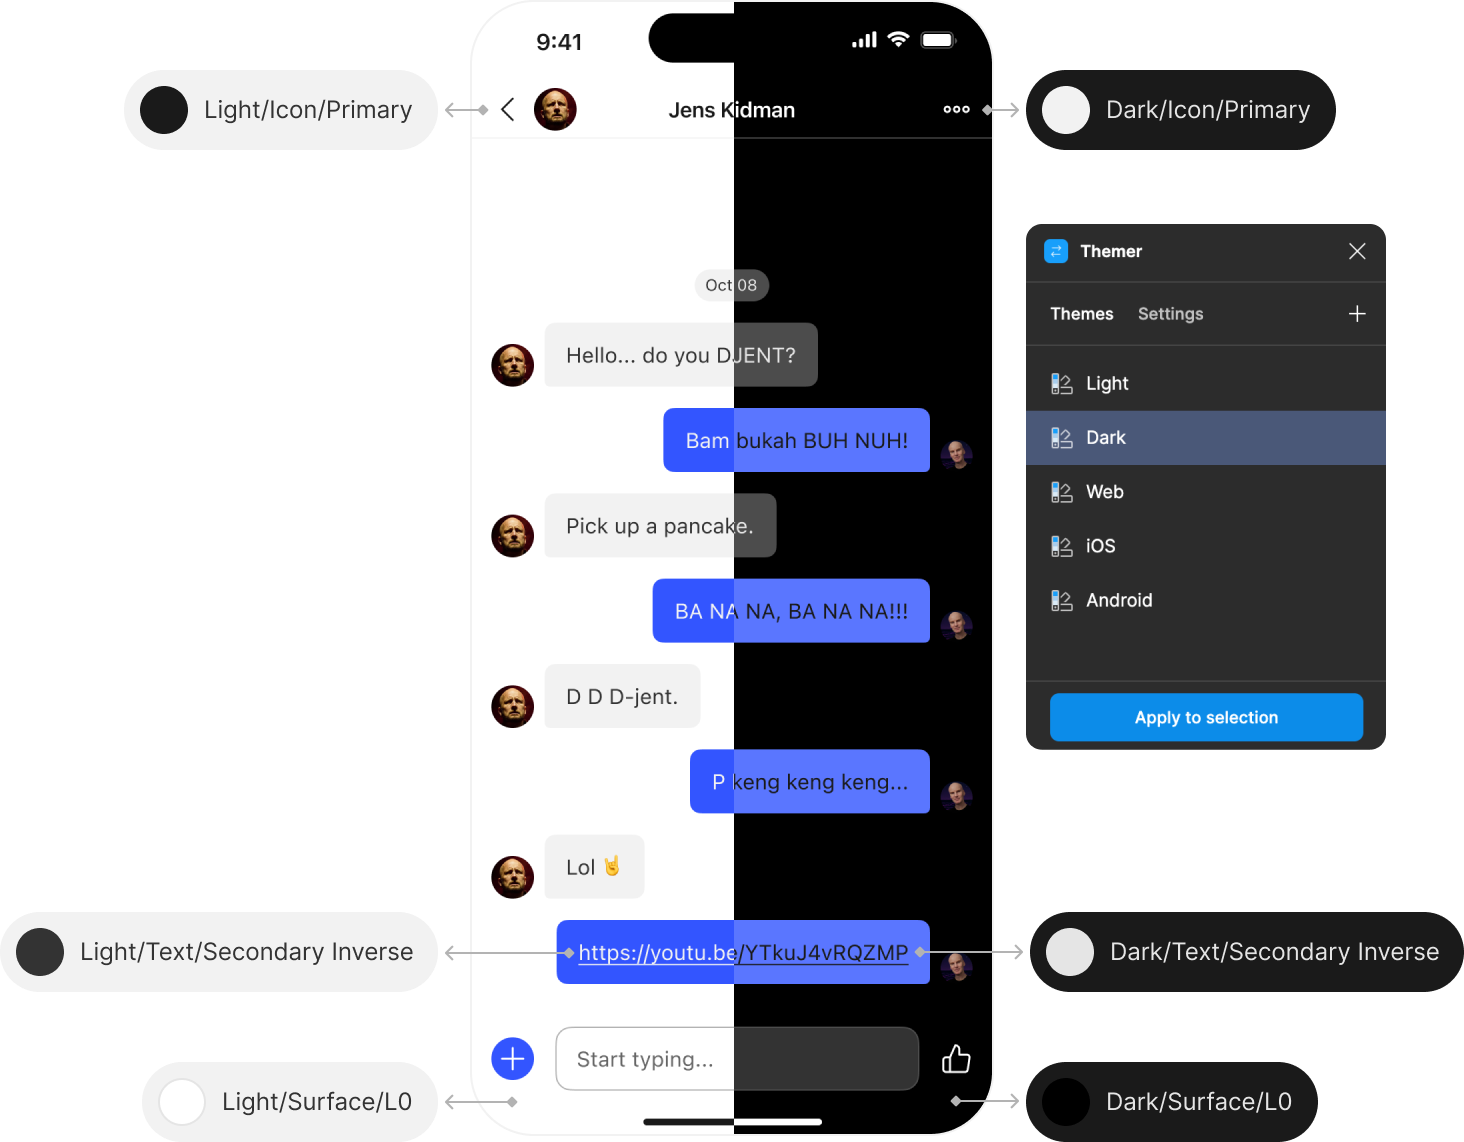 9:41
Light/Icon/Primary
Jens Kidman
Dark/Icon/Primary
Themer
Themes Settings
Light
Dark
Web
iOS
Android
Apply to selection
Oct 08
Hello... do you DJENT?
Bam bukah BUH NUH!
Pick up a pancake.
BA NA NA, BA NA NA!!!
D D D-jent.
P keng keng keng...
Lol 🤘
Light/Text/Secondary Inverse
https://youtu.be/YTkuJ4vRQZMP
Dark/Text/Secondary Inverse
Start typing...
Light/Surface/L0
Dark/Surface/L0